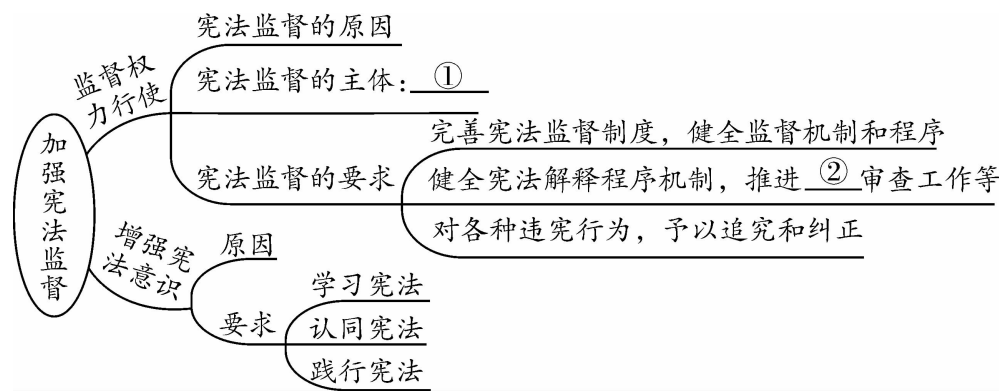 宪法监督的原因
监督权
力行使
宪法监督的主体：①
完善宪法监督制度，健全监督机制和程序
宪法监督的要求
健全宪法解释程序机制，推进②审查工作等
对各种违宪行为，予以追究和纠正
加强宪法监督
增强宪
法意识
原因
要求
学习宪法
认同宪法
践行宪法